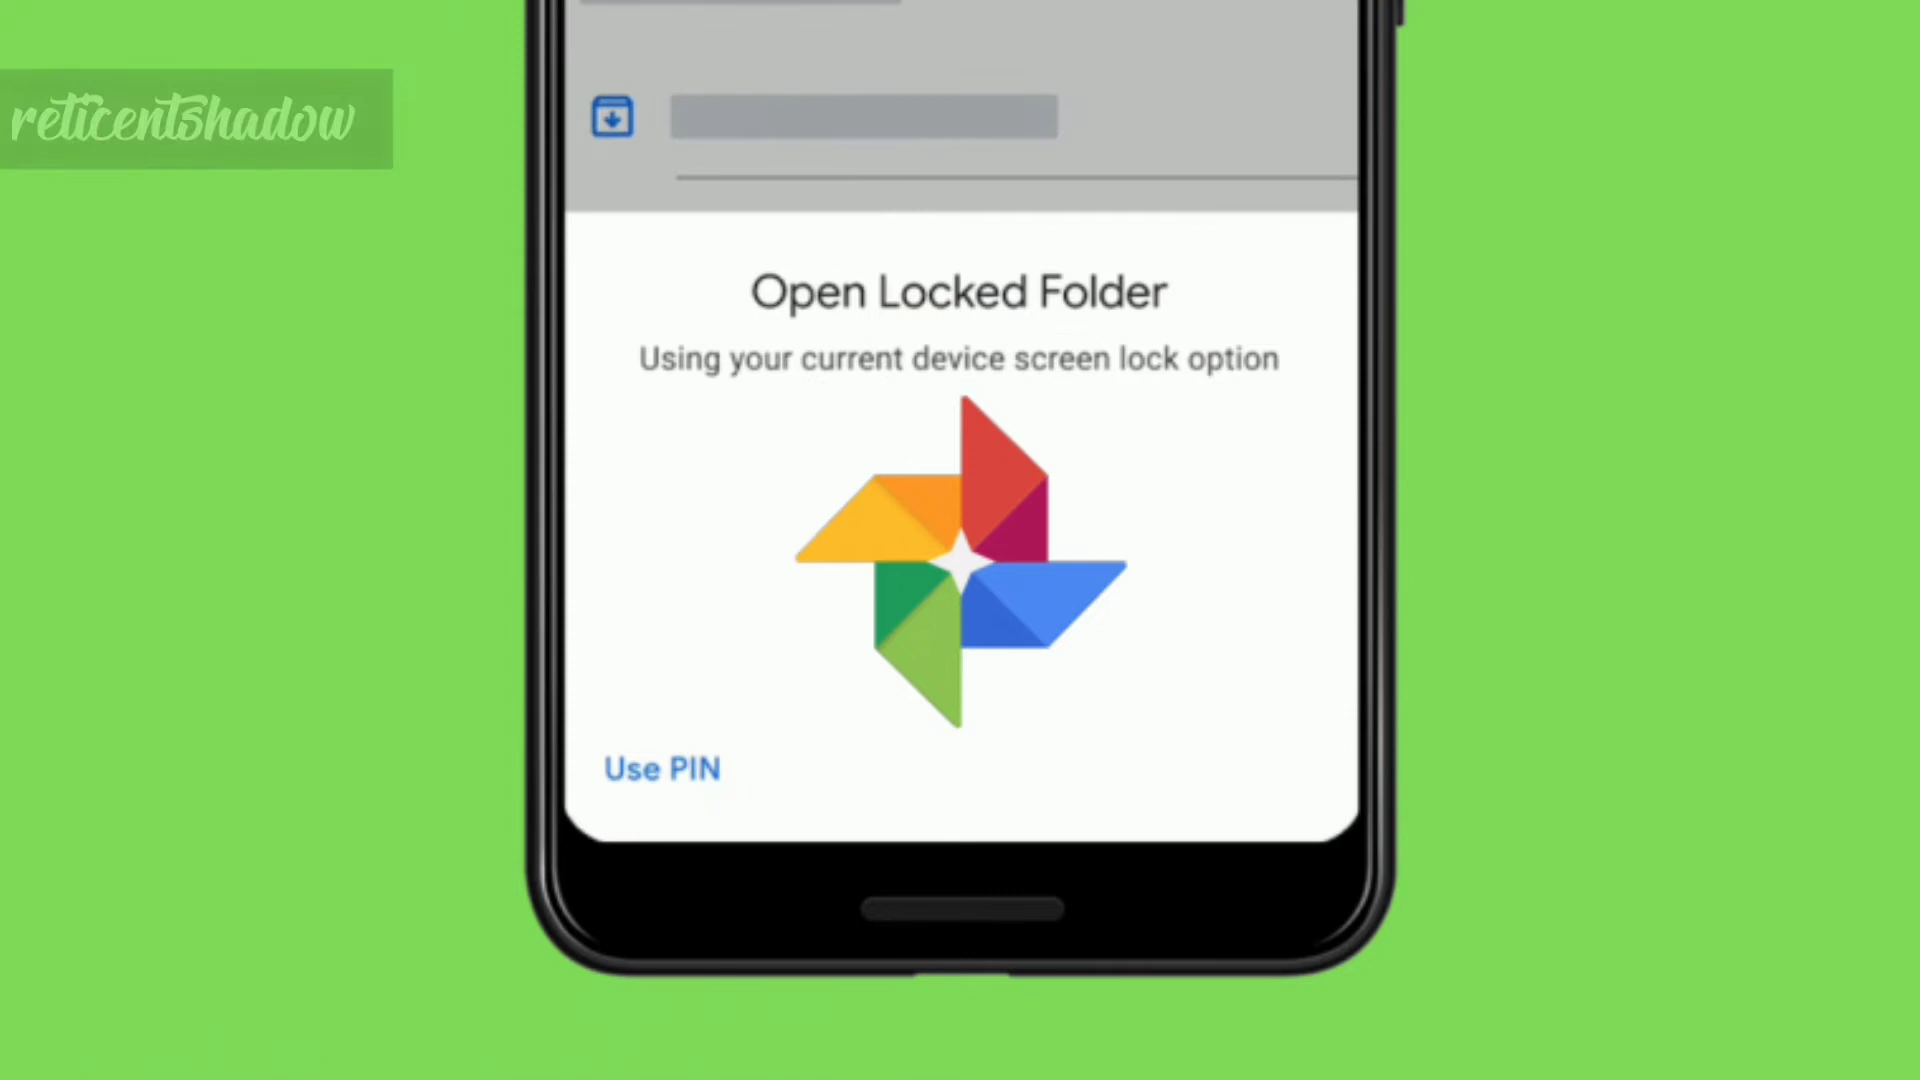 reticentshadow
Open Locked Folder
Using your current device screen lock option
Use PIN